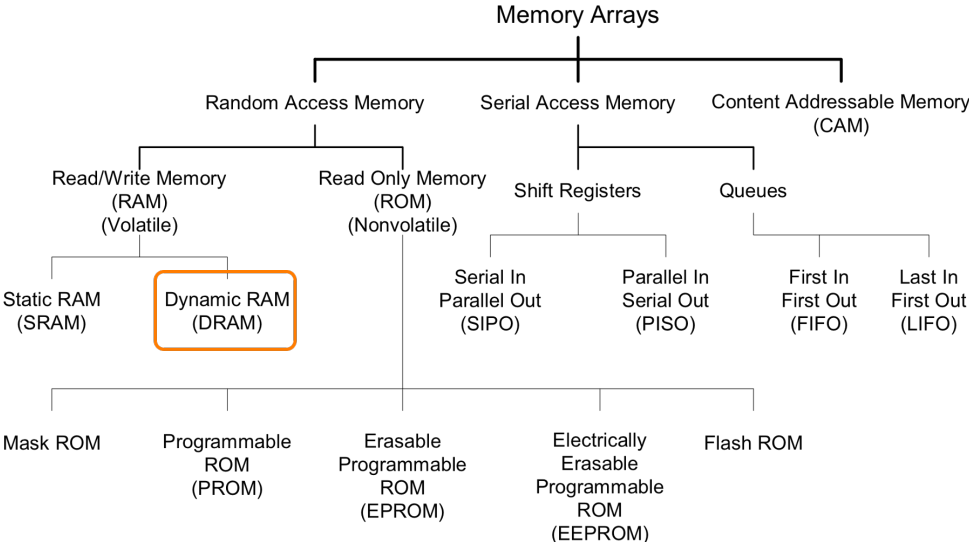 Memory Arrays
Random Access Memory
Serial Access Memory
Content Addressable Memory
(CAM)
Read/Write Memory
(RAM)
(Volatile)
Read Only Memory
(ROM)
(Nonvolatile)
Shift Registers
Queues
Static RAM
(SRAM)
Dynamic RAM
(DRAM)
Serial In
Parallel Out
(SIPO)
Parallel In
Serial Out
(PISO)
First In
First Out
(FIFO)
Last In
First Out
(LIFO)
Mask ROM
Programmable
ROM
(PROM)
Erasable
Programmable
ROM
(EPROM)
Electrically
Erasable
Programmable
ROM
(EEPROM)
Flash ROM